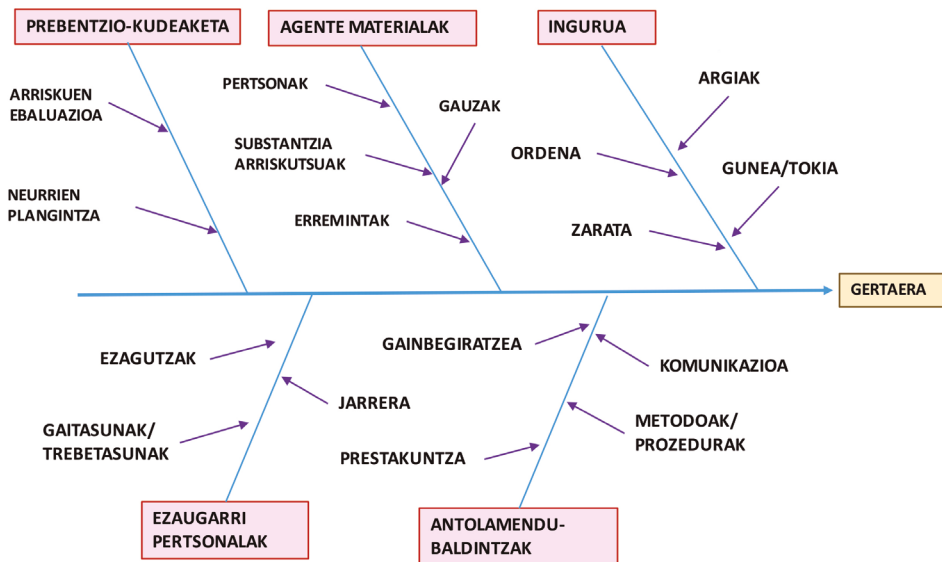 PREBENTZIO-KUDEAKETA
AGENTE MATERIALAK
INGURUA
ARRISKUEN
EBALUAZIOA
NEURRIEN
PLANGINTZA
PERTSONAK
GAUZAK
SUBSTANTZIA
ARRISKUTSUAK
ERREMINTAK
ARGIAK
ORDENA
GUNEA/TOKIA
ZARATA
GERTAERA
EZAGUTZAK
JARRERA
GAITASUNAK/
TREBETASUNAK
GAINBEGIRATZEA
KOMUNIKAZIOA
METODOAK/
PROZEDURAK
PRESTAKUNTZA
EZAUGARRI
PERTSONALAK
ANTOLAMENDU-
BALDINTZAK